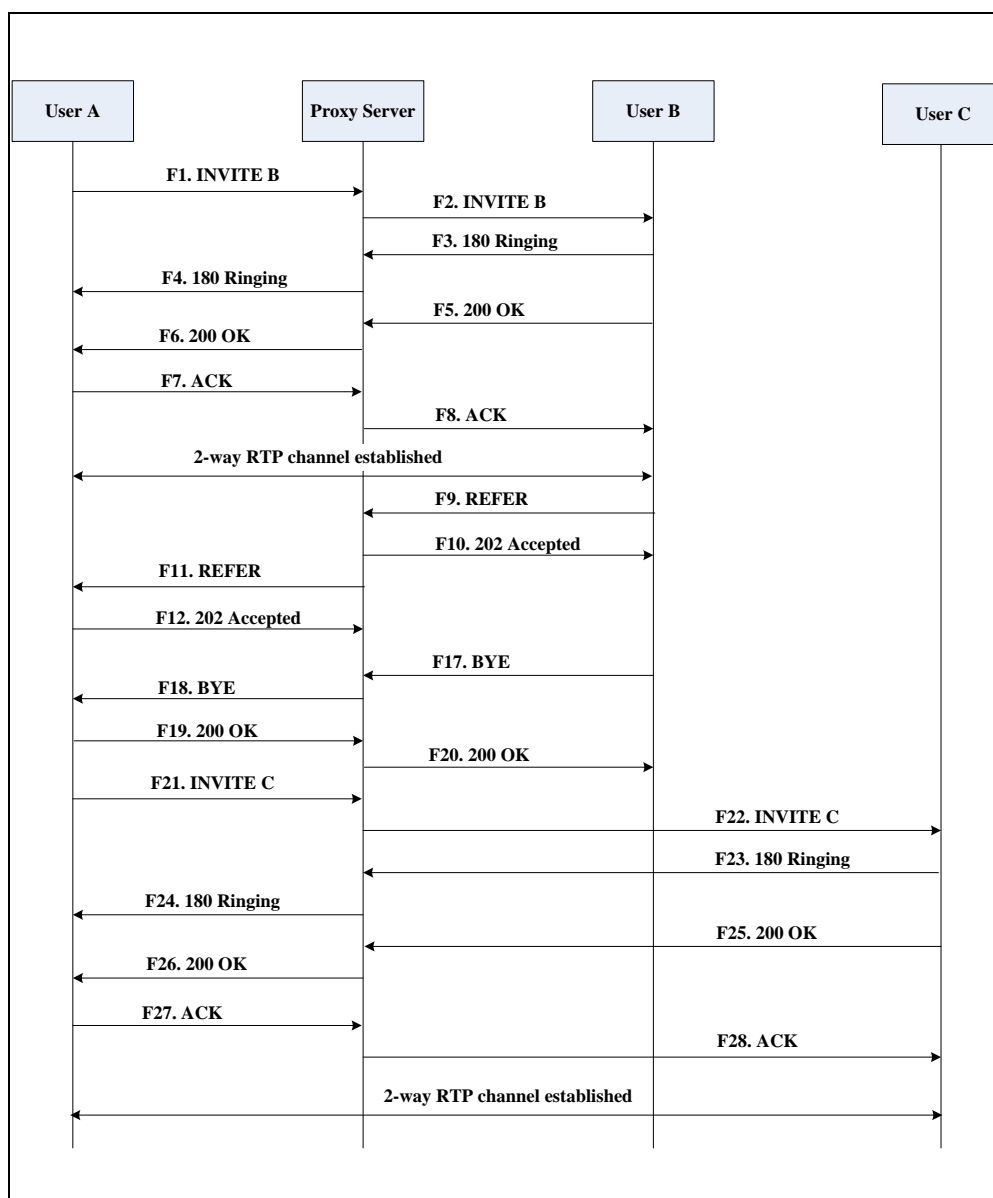 User A
Proxy Server
User B
User C
F1. INVITE B
F2. INVITE B
F3. 180 Ringing
F4. 180 Ringing
F5. 200 OK
F6. 200 OK
F7. ACK
F8. ACK
2-way RTP channel established
F9. REFER
F10. 202 Accepted
F11. REFER
F12. 202 Accepted
F17. BYE
F18. BYE
F19. 200 OK
F20. 200 OK
F21. INVITE C
F22. INVITE C
F23. 180 Ringing
F24. 180 Ringing
F25. 200 OK
F26. 200 OK
F27. ACK
F28. ACK
2-way RTP channel established